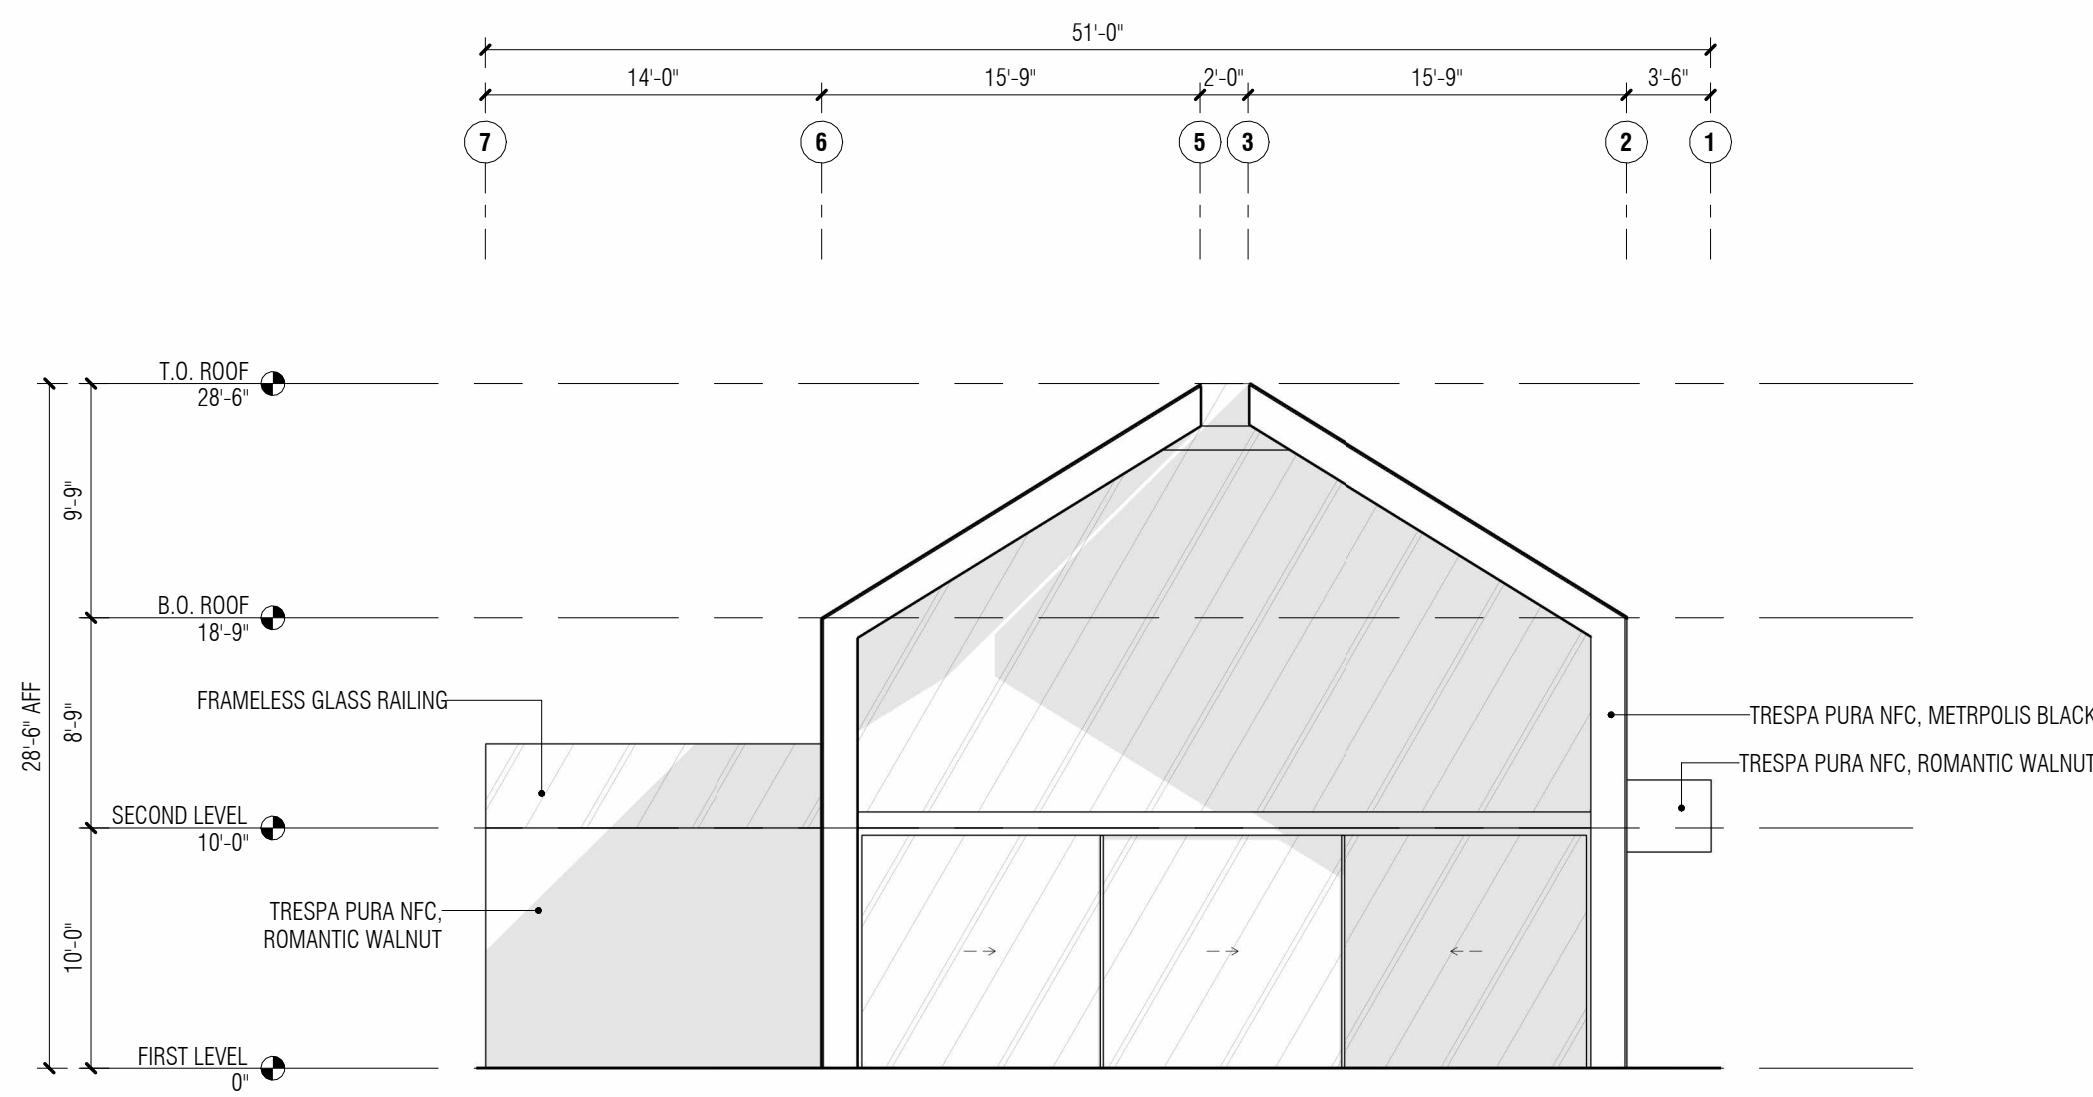 51'-0"
14'-0" 15'-9" 2'-0" 15'-9" 3'-6"
7 6 5 3 2 1
T.O. ROOF
28'-6"
9'-9"
B.O. ROOF
18'-9"
28'-6" AFF
8'-9"
FRAMELESS GLASS RAILING
TRESPA PURA NFC, METRPOLIS BLACK
TRESPA PURA NFC, ROMANTIC WALNUT
SECOND LEVEL
10'-0"
TRESPA PURA NFC,
ROMANTIC WALNUT
10'-0"
FIRST LEVEL
0"